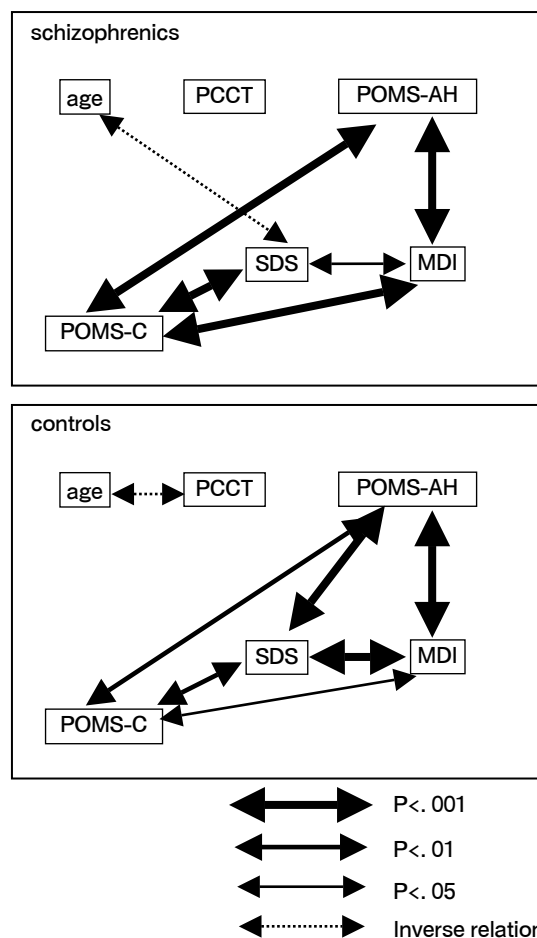 schizophrenics
age PCCT POMS-AH
SDS MDI
POMS-C
controls
age PCCT POMS-AH
SDS MDI
POMS-C
P<. 001
P<. 01
P<. 05
Inverse relation